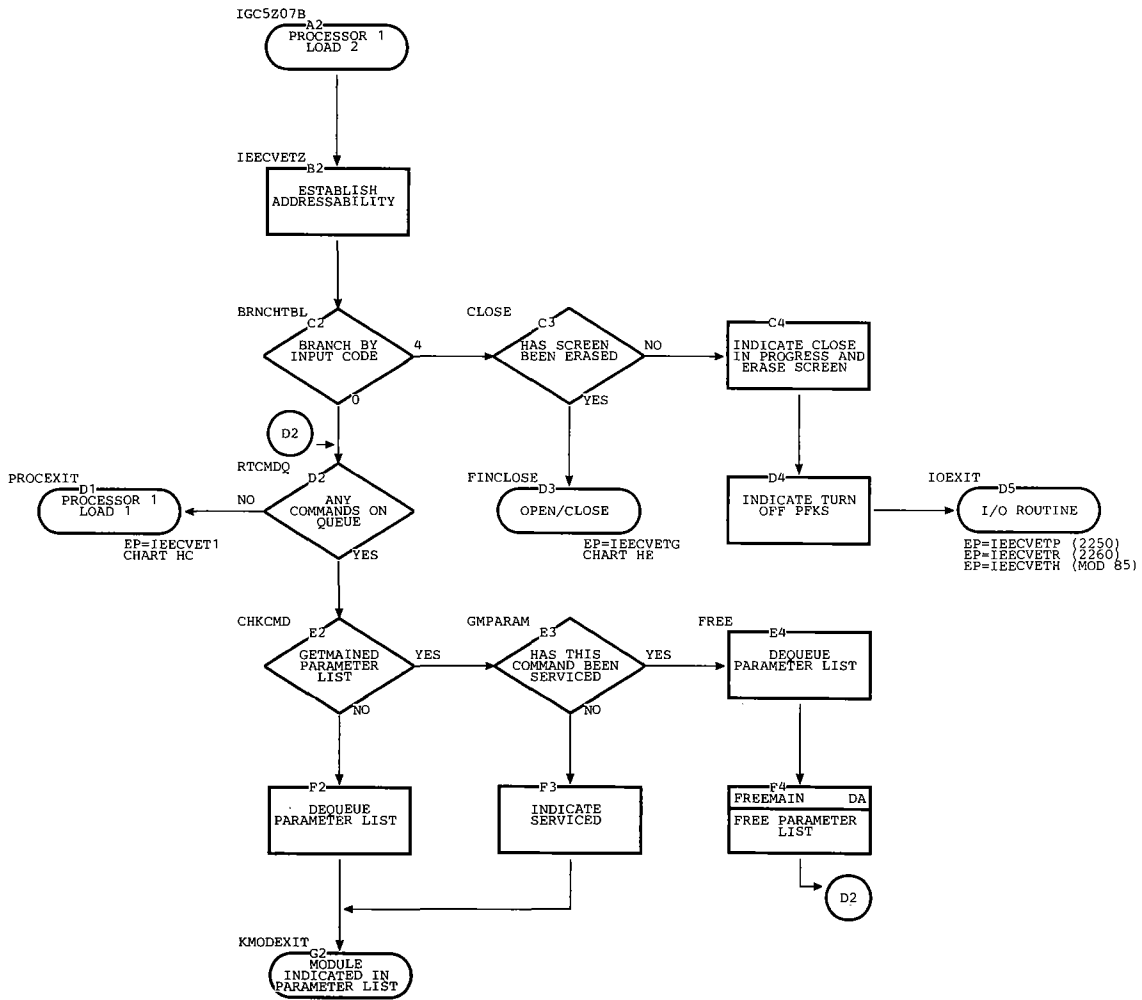 IGC5Z07B
A2
PROCESSOR 1
LOAD 2
IEECVETZ
B2
ESTABLISH
ADDRESSABILITY
BRNCHTBL
C2
BRANCH BY
INPUT CODE
4
0
CLOSE
C3
HAS SCREEN
BEEN ERASED
NO
YES
C4
INDICATE CLOSE
IN PROGRESS AND
ERASE SCREEN
D2
RTCMDQ
D2
ANY
COMMANDS ON
QUEUE
NO
YES
PROCEXIT
D1
PROCESSOR 1
LOAD 1
EP=IEECVET1
CHART HC
FINCLOSE
D3
OPEN/CLOSE
EP=IEECVETG
CHART HE
D4
INDICATE TURN
OFF PFKS
IOEXIT
D5
I/O ROUTINE
EP=IEECVETP (2250)
EP=IEECVETR (2260)
EP=IEECVETH (MOD 85)
CHKCMD
E2
GETMAINED
PARAMETER
LIST
YES
NO
GMPARAM
E3
HAS THIS
COMMAND BEEN
SERVICED
YES
NO
FREE
E4
DEQUEUE
PARAMETER LIST
F2
DEQUEUE
PARAMETER LIST
F3
INDICATE
SERVICED
F4
FREEMAIN DA
FREE PARAMETER
LIST
D2
KMODEXIT
G2
MODULE
INDICATED IN
PARAMETER LIST